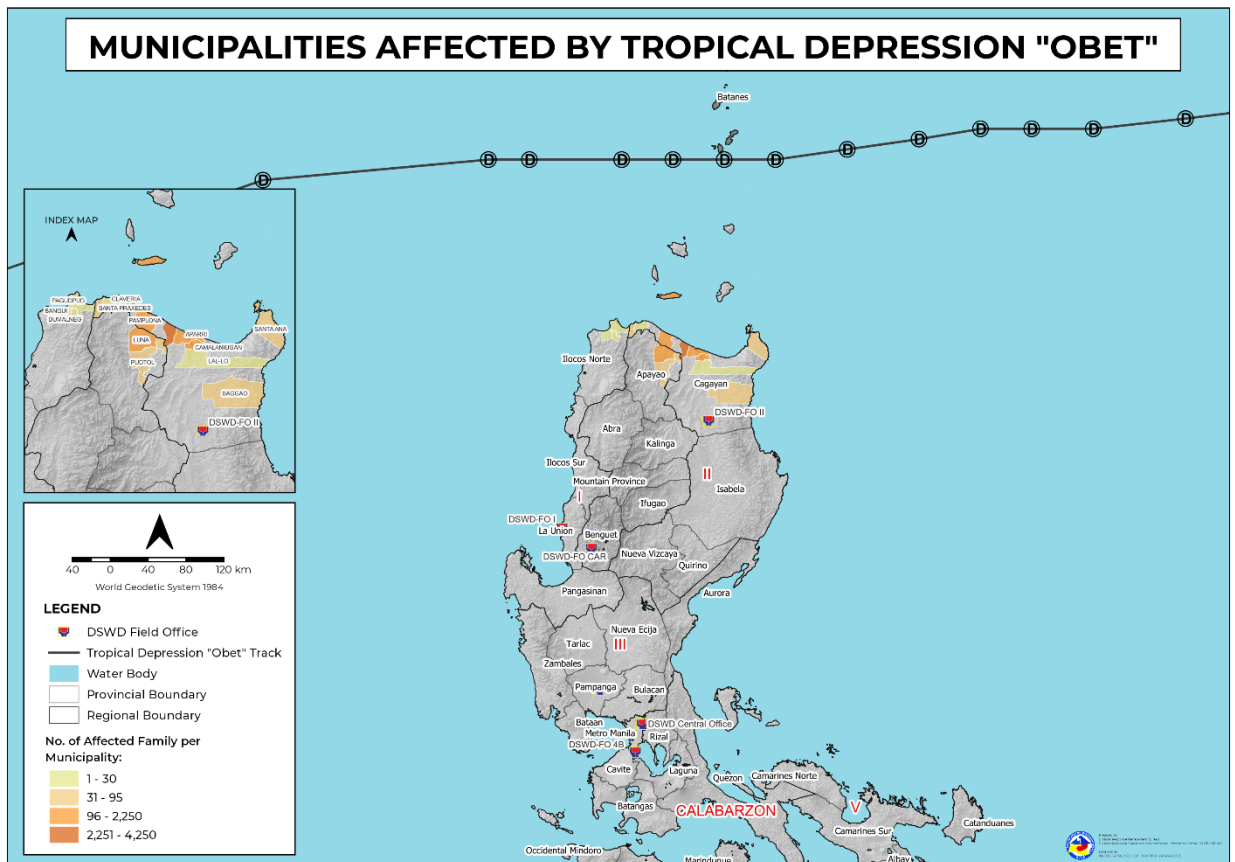 MUNICIPALITIES AFFECTED BY TROPICAL DEPRESSION "OBET"
Batanes
D D D D D D D D D D D D D
INDEX MAP
PAGUDPUD
CLAVERIA
BANGUI
SANTA PRAXEDES
DUMALNEG
PAMPLONA
APARRI
SANTA ANA
LUNA
CAMALANIUGAN
PUDTOL
LAL-LO
BAGGAO
DSWD-FO II
Ilocos Norte
Apayao
Cagayan
DSWD-FO II
Abra
Kalinga
Ilocos Sur
II
Mountain Province
Isabela
I
Ifugao
DSWD-FO I
La Union
Benguet
DSWD-FO CAR
Nueva Vizcaya
Quirino
Pangasinan
Aurora
Nueva Ecija
Tarlac
III
Zambales
Pampanga
Bulacan
Bataan
DSWD Central Office
Metro Manila
Rizal
DSWD-FO 4B
Cavite
Laguna
Quezon
Camarines Norte
Batangas
CALABARZON
V
Catanduanes
Camarines Sur
Occidental Mindoro
Marinduque
Albay
40 0 40 80 120 km
World Geodetic System 1984
LEGEND
DSWD Field Office
Tropical Depression "Obet" Track
Water Body
Provincial Boundary
Regional Boundary
No. of Affected Family per
Municipality:
1 - 30
31 - 95
96 - 2,250
2,251 - 4,250